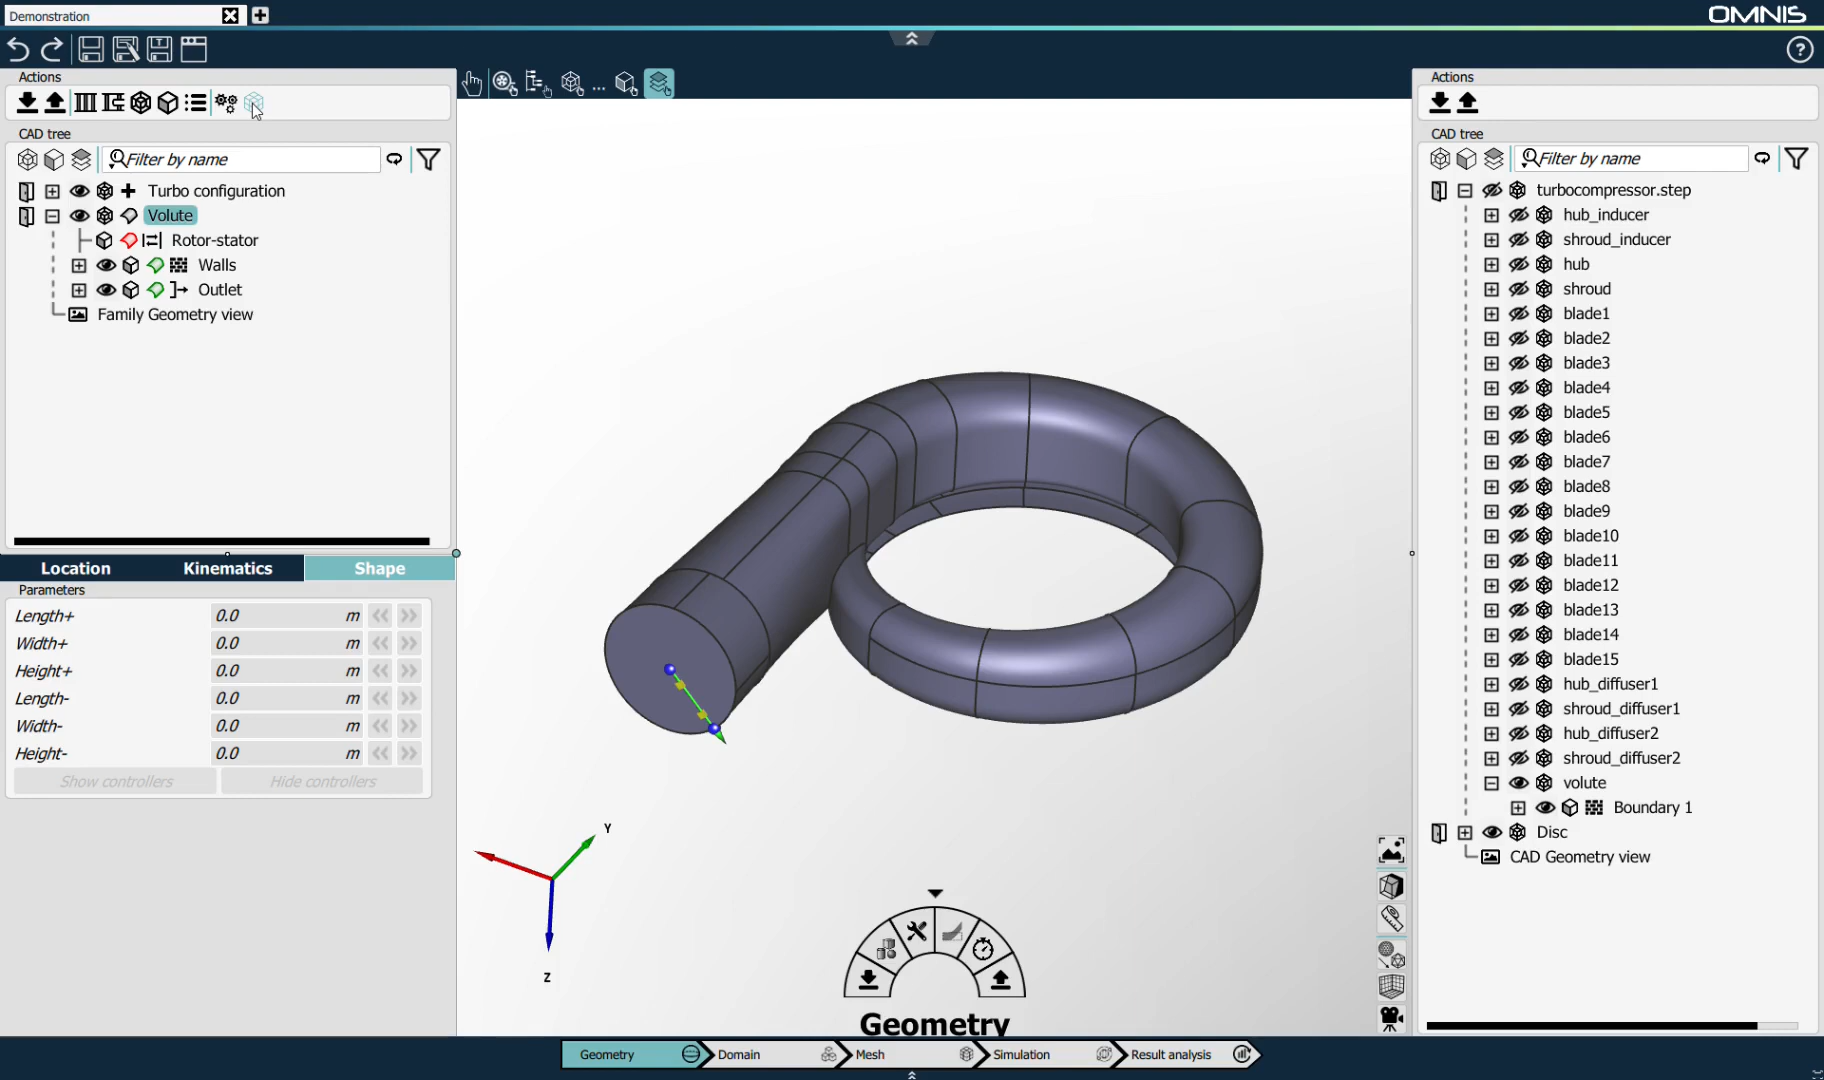 Demonstration
OMNIS
Actions
CAD tree
Filter by name
Turbo configuration
Volute
Rotor-stator
Walls
Outlet
Family Geometry view
Location
Kinematics
Shape
Parameters
Length+ 0.0 m
Width+ 0.0 m
Height+ 0.0 m
Length- 0.0 m
Width- 0.0 m
Height- 0.0 m
Show controllers
Hide controllers
Y
Z
Geometry
Actions
CAD tree
Filter by name
turbocompressor.step
hub_inducer
shroud_inducer
hub
shroud
blade1
blade2
blade3
blade4
blade5
blade6
blade7
blade8
blade9
blade10
blade11
blade12
blade13
blade14
blade15
hub_diffuser1
shroud_diffuser1
hub_diffuser2
shroud_diffuser2
volute
Boundary 1
Disc
CAD Geometry view
Geometry
Domain
Mesh
Simulation
Result analysis